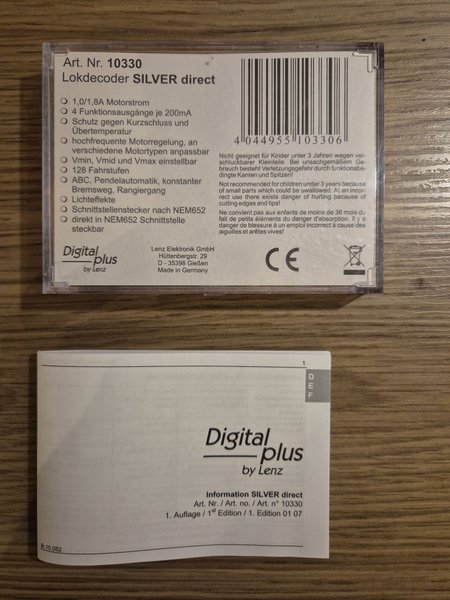 Art. Nr. 10330
Lokdecoder SILVER direct
1,0/1,8A Motorstrom
4 Funktionsausgänge je 200mA
Schutz gegen Kurzschluss und
Übertemperatur
hochfrequente Motorregelung, an
verschiedene Motortypen anpassbar
Vmin, Vmid und Vmax einstellbar
128 Fahrstufen
ABC, Pendelautomatik, konstanter
Bremsweg, Rangiergang
Lichteffekte
Schnittstellenstecker nach NEM652
direkt in NEM652 Schnittstelle
steckbar
4 044955 103306
Nicht geeignet für Kinder unter 3 Jahren wegen ver-
schluckbarer Kleinteile. Bei unsachgemäßem Ge-
brauch besteht Verletzungsgefahr durch funktionsbe-
dingte Kanten und Spitzen!
Not recommended for children under 3 years because of
small parts which could be swallowed. At an incor-
rect use there exists danger of hurting because of
cutting edges and tips!
Ne convient pas aux enfants de moins de 36 mois du
fait de petits éléments du danger d'absorption. Il y a
danger de blessure à un emploi incorrect à cause des
aiguilles et arêtes vives!
Digital
plus
by Lenz
Lenz Elektronik GmbH
Hüttenbergstr. 29
D - 35398 Gießen
Made in Germany
CE
1
D
E
F
Digital
plus
by Lenz
Information SILVER direct
Art. Nr. / Art. no. / Art. n° 10330
1. Auflage / 1st Edition / 1. Edition 01 07
S 10.052